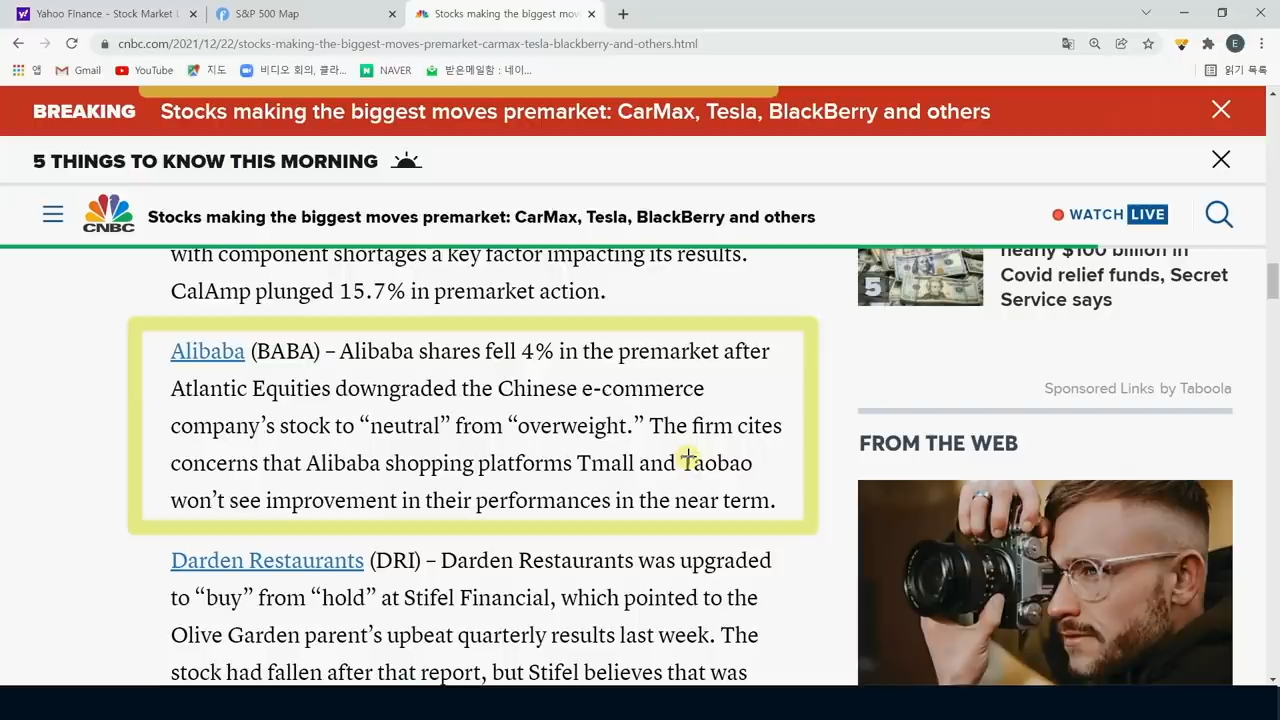 Yahoo Finance - Stock Market L
S&P 500 Map
Stocks making the biggest mov
cnbc.com/2021/12/22/stocks-making-the-biggest-moves-premarket-carmax-tesla-blackberry-and-others.html
E
앱
Gmail
YouTube
지도
비디오 회의, 클라...
NAVER
받은메일함 : 네이...
읽기 목록
BREAKING Stocks making the biggest moves premarket: CarMax, Tesla, BlackBerry and others
5 THINGS TO KNOW THIS MORNING
CNBC
Stocks making the biggest moves premarket: CarMax, Tesla, BlackBerry and others
WATCH LIVE
with component shortages a key factor impacting its results.
CalAmp plunged 15.7% in premarket action.
Alibaba (BABA) – Alibaba shares fell 4% in the premarket after
Atlantic Equities downgraded the Chinese e-commerce
company’s stock to “neutral” from “overweight.” The firm cites
concerns that Alibaba shopping platforms Tmall and Taobao
won’t see improvement in their performances in the near term.
Darden Restaurants (DRI) – Darden Restaurants was upgraded
to “buy” from “hold” at Stifel Financial, which pointed to the
Olive Garden parent’s upbeat quarterly results last week. The
stock had fallen after that report, but Stifel believes that was
5
nearly $100 billion in
Covid relief funds, Secret
Service says
Sponsored Links by Taboola
FROM THE WEB